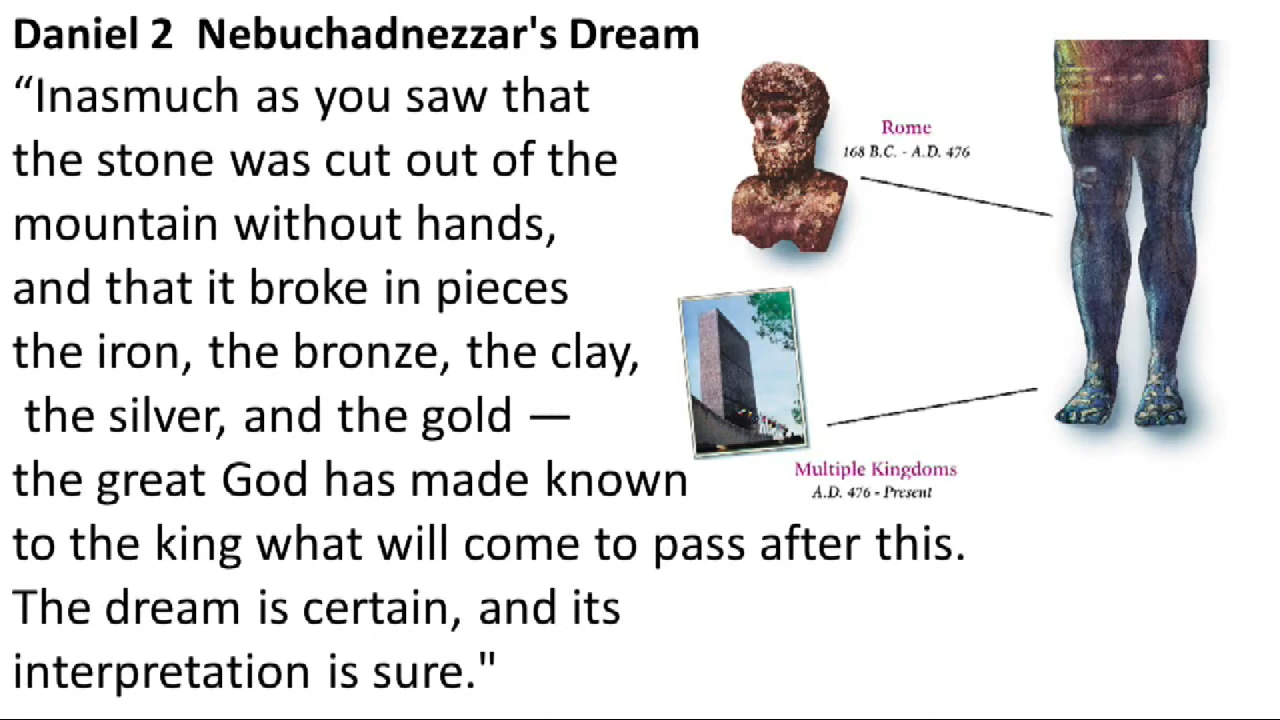 Daniel 2  Nebuchadnezzar's Dream
“Inasmuch as you saw that
the stone was cut out of the
mountain without hands,
and that it broke in pieces
the iron, the bronze, the clay,
the silver, and the gold —
the great God has made known
to the king what will come to pass after this.
The dream is certain, and its
interpretation is sure."
Rome
168 B.C. - A.D. 476
Multiple Kingdoms
A.D. 476 - Present